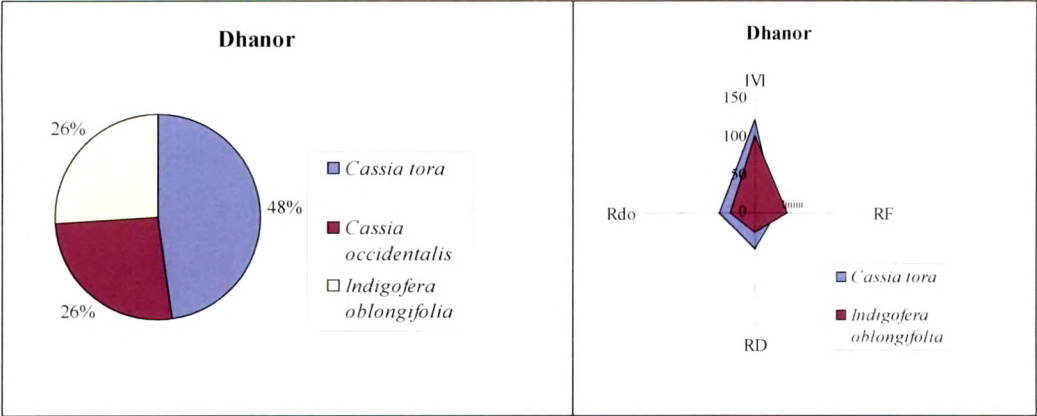 Dhanor
26%
48%
26%
Cassia tora
Cassia
occidentalis
Indigofera
oblongifolia
Dhanor
IVI
150
100
50
0
Rdo
RF
RD
Cassia tora
Indigofera
oblongifolia